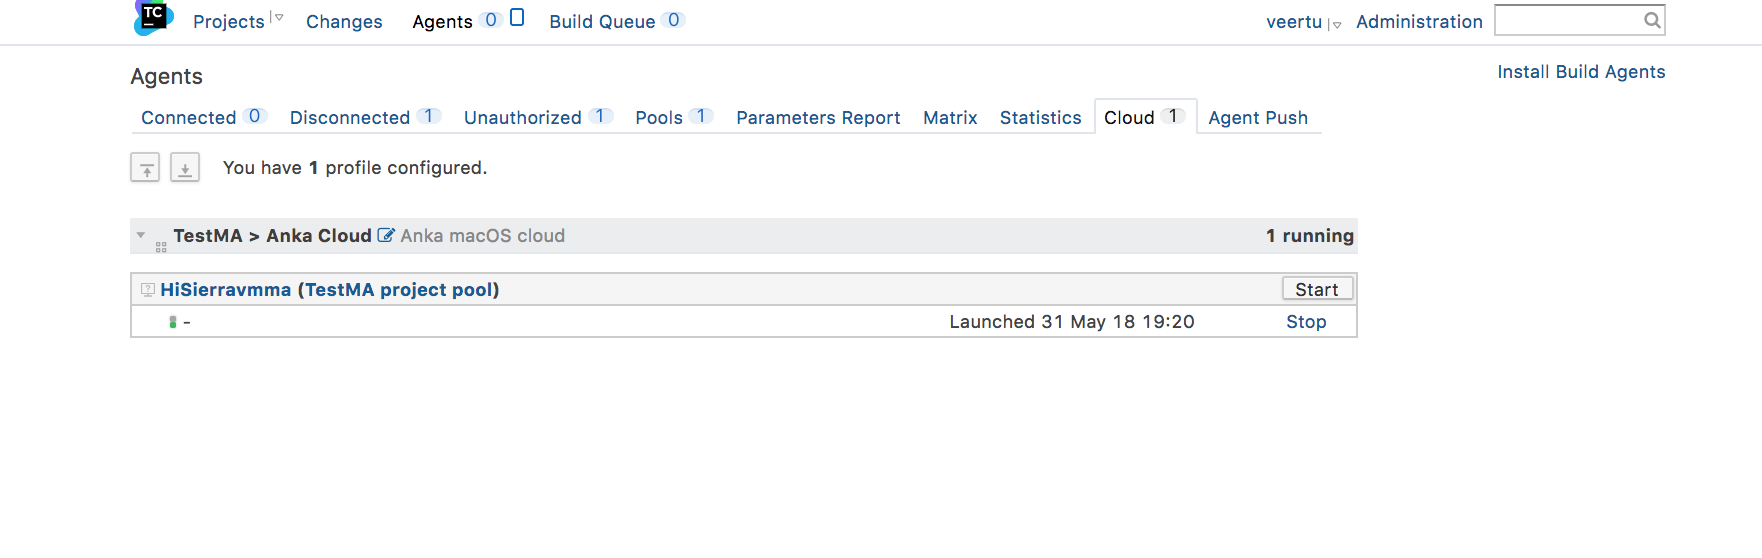 TC Projects Changes Agents 0 Build Queue 0 veertu Administration
Agents Install Build Agents
Connected 0 Disconnected 1 Unauthorized 1 Pools 1 Parameters Report Matrix Statistics Cloud 1 Agent Push
You have 1 profile configured.
TestMA > Anka Cloud Anka macOS cloud 1 running
? HiSierravmma (TestMA project pool) Start
- Launched 31 May 18 19:20 Stop